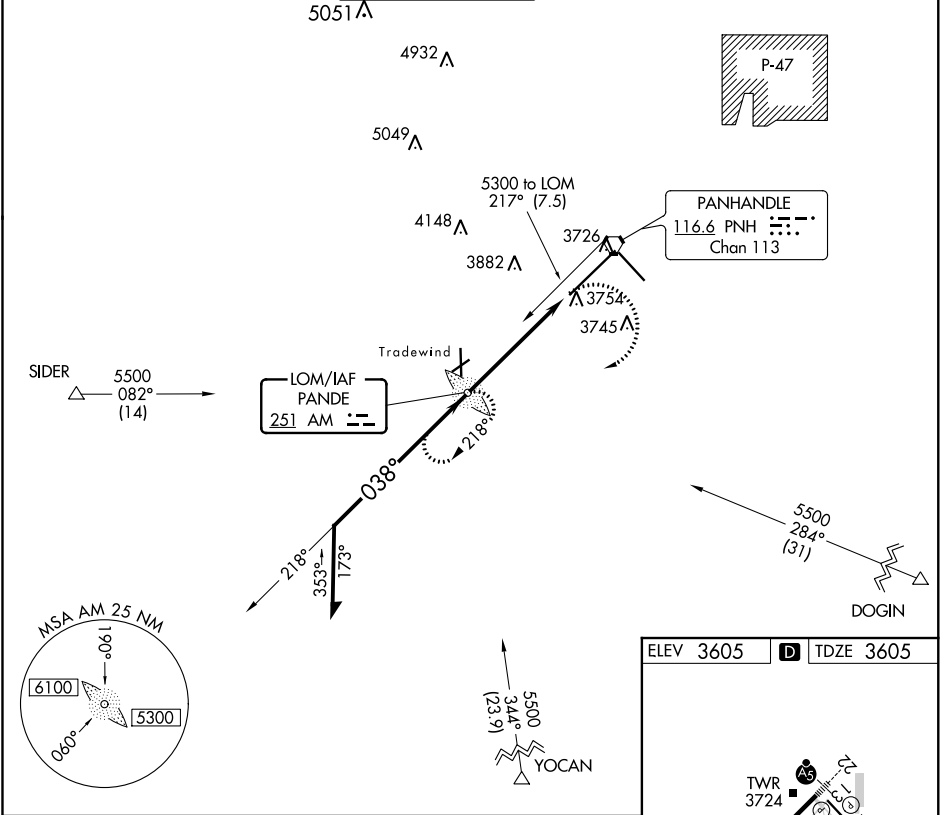 5051
4932
P-47
5049
5300 to LOM
217° (7.5)
PANHANDLE
116.6 PNH
Chan 113
4148
3726
3882
3754
3745
Tradewind
SIDER
5500
082°
(14)
LOM/IAF
PANDE
251 AM
218°
038°
5500
284°
(31)
218°
353°
173°
DOGIN
MSA AM 25 NM
190°
6100
5300
060°
5500
344°
(23.9)
YOCAN
ELEV 3605 D TDZE 3605
A5
22
TWR
3724
13
P
P